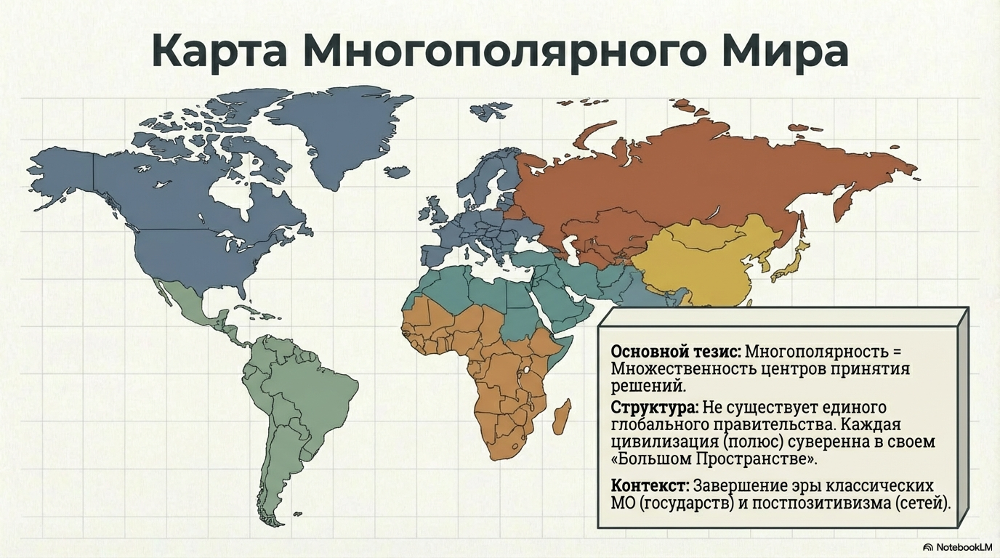 Карта Многополярного Мира
Основной тезис: Многополярность =
Множественность центров принятия
решений.
Структура: Не существует единого
глобального правительства. Каждая
цивилизация (полюс) суверенна в своем
«Большом Пространстве».
Контекст: Завершение эры классических
МО (государств) и постпозитивизма (сетей).
NotebookLM